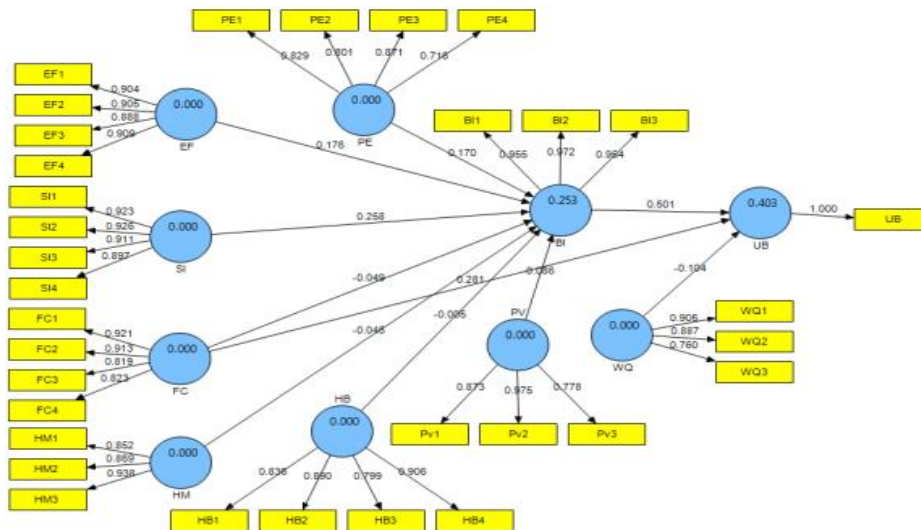 PE1 PE2 PE3 PE4
0.829 0.801 0.871 0.716
EF1
EF2
EF3
EF4
0.904
0.905
0.888
0.909
0.000
EF
0.000
PE
BI1 BI2 BI3
0.955 0.972 0.964
0.176
0.170
SI1
SI2
SI3
SI4
0.923
0.926
0.911
0.897
0.000
SI
0.258
0.253
BI
0.601
0.403
UB
1.000
UB
-0.049
0.281
-0.104
FC1
FC2
FC3
FC4
0.921
0.913
0.819
0.823
0.000
FC
-0.005
PV
0.000
0.873 0.975 0.778
Pv1 Pv2 Pv3
0.000
WQ
0.905
0.887
0.760
WQ1
WQ2
WQ3
HM1
HM2
HM3
0.852
0.869
0.938
0.000
HM
HB
0.000
0.890 0.799 0.906
HB1 HB2 HB3 HB4